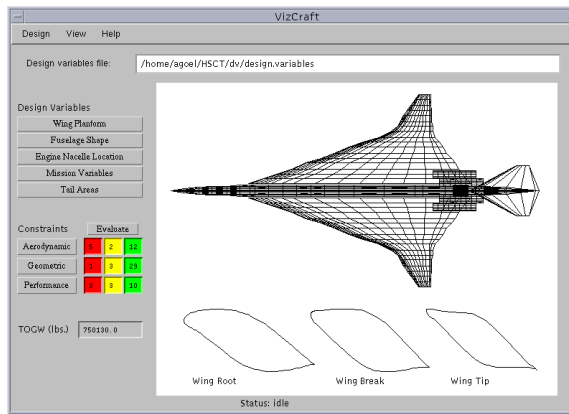 VizCraft
Design View Help
Design variables file: /home/agoel/HSCT/dv/design.variables
Design Variables
Wing Planform
Fuselage Shape
Engine Nacelle Location
Mission Variables
Tail Areas
Constraints Evaluate
Aerodynamic 5 2 12
Geometric 1 3 29
Performance 3 10
TOGW (lbs.) 750130.0
Wing Root Wing Break Wing Tip
Status: idle